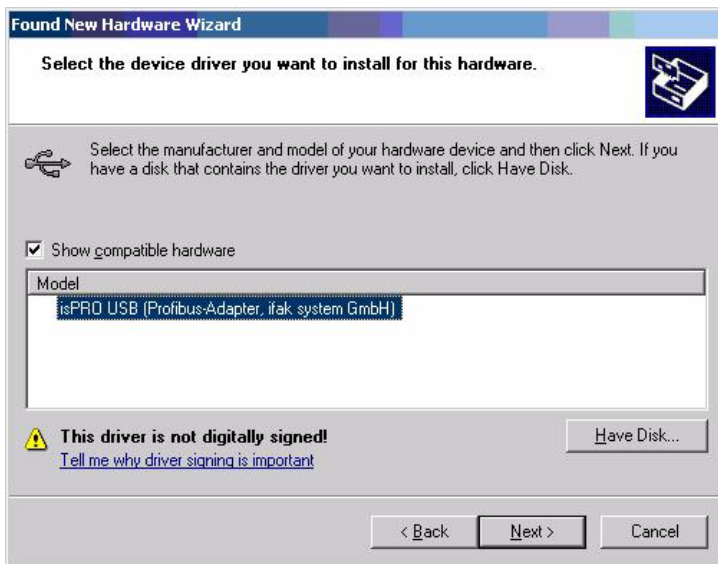 Found New Hardware Wizard
Select the device driver you want to install for this hardware.
Select the manufacturer and model of your hardware device and then click Next. If you
have a disk that contains the driver you want to install, click Have Disk.
Show compatible hardware
Model
isPRO USB (Profibus-Adapter, ifak system GmbH)
This driver is not digitally signed!
Tell me why driver signing is important
Have Disk...
< Back
Next >
Cancel